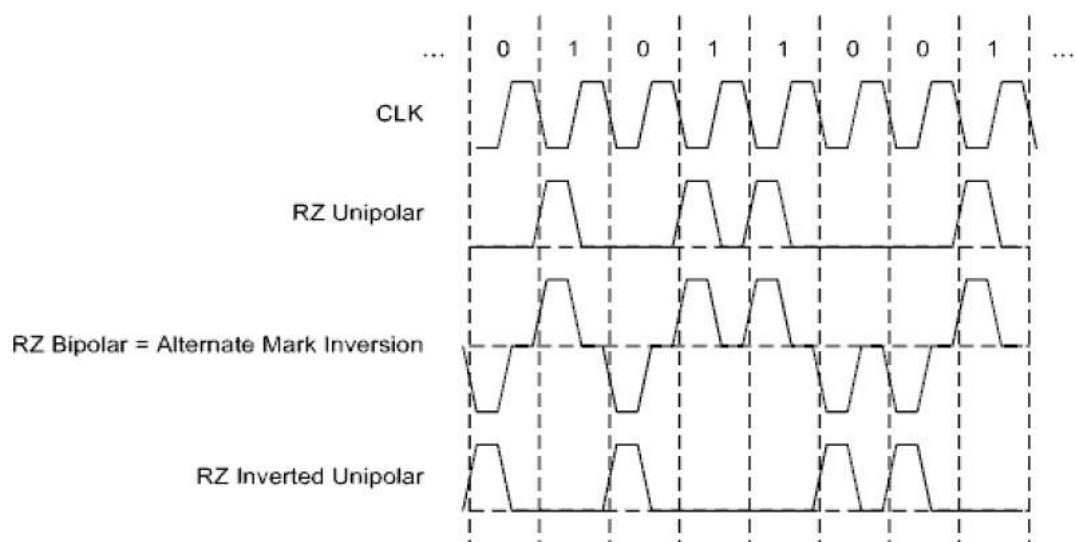 ... 0 1 0 1 1 0 0 1 ...
CLK
RZ Unipolar
RZ Bipolar = Alternate Mark Inversion
RZ Inverted Unipolar